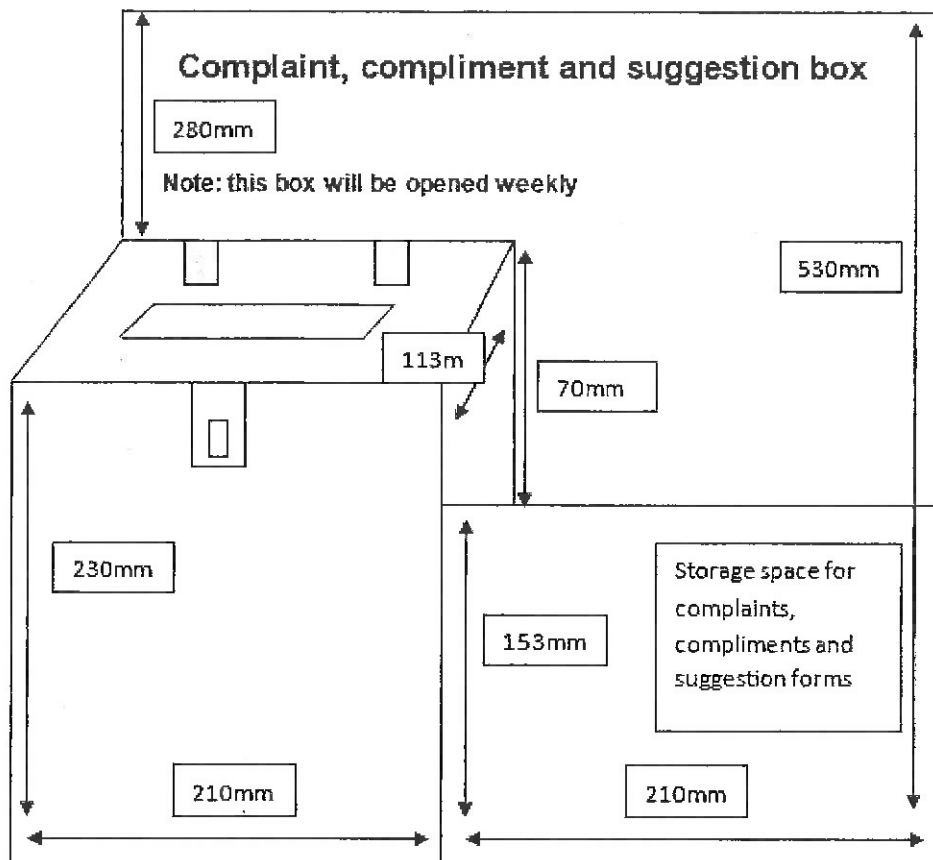 Complaint, compliment and suggestion box
280mm
Note: this box will be opened weekly
530mm
113m
70mm
230mm
153mm
Storage space for
complaints,
compliments and
suggestion forms
210mm
210mm